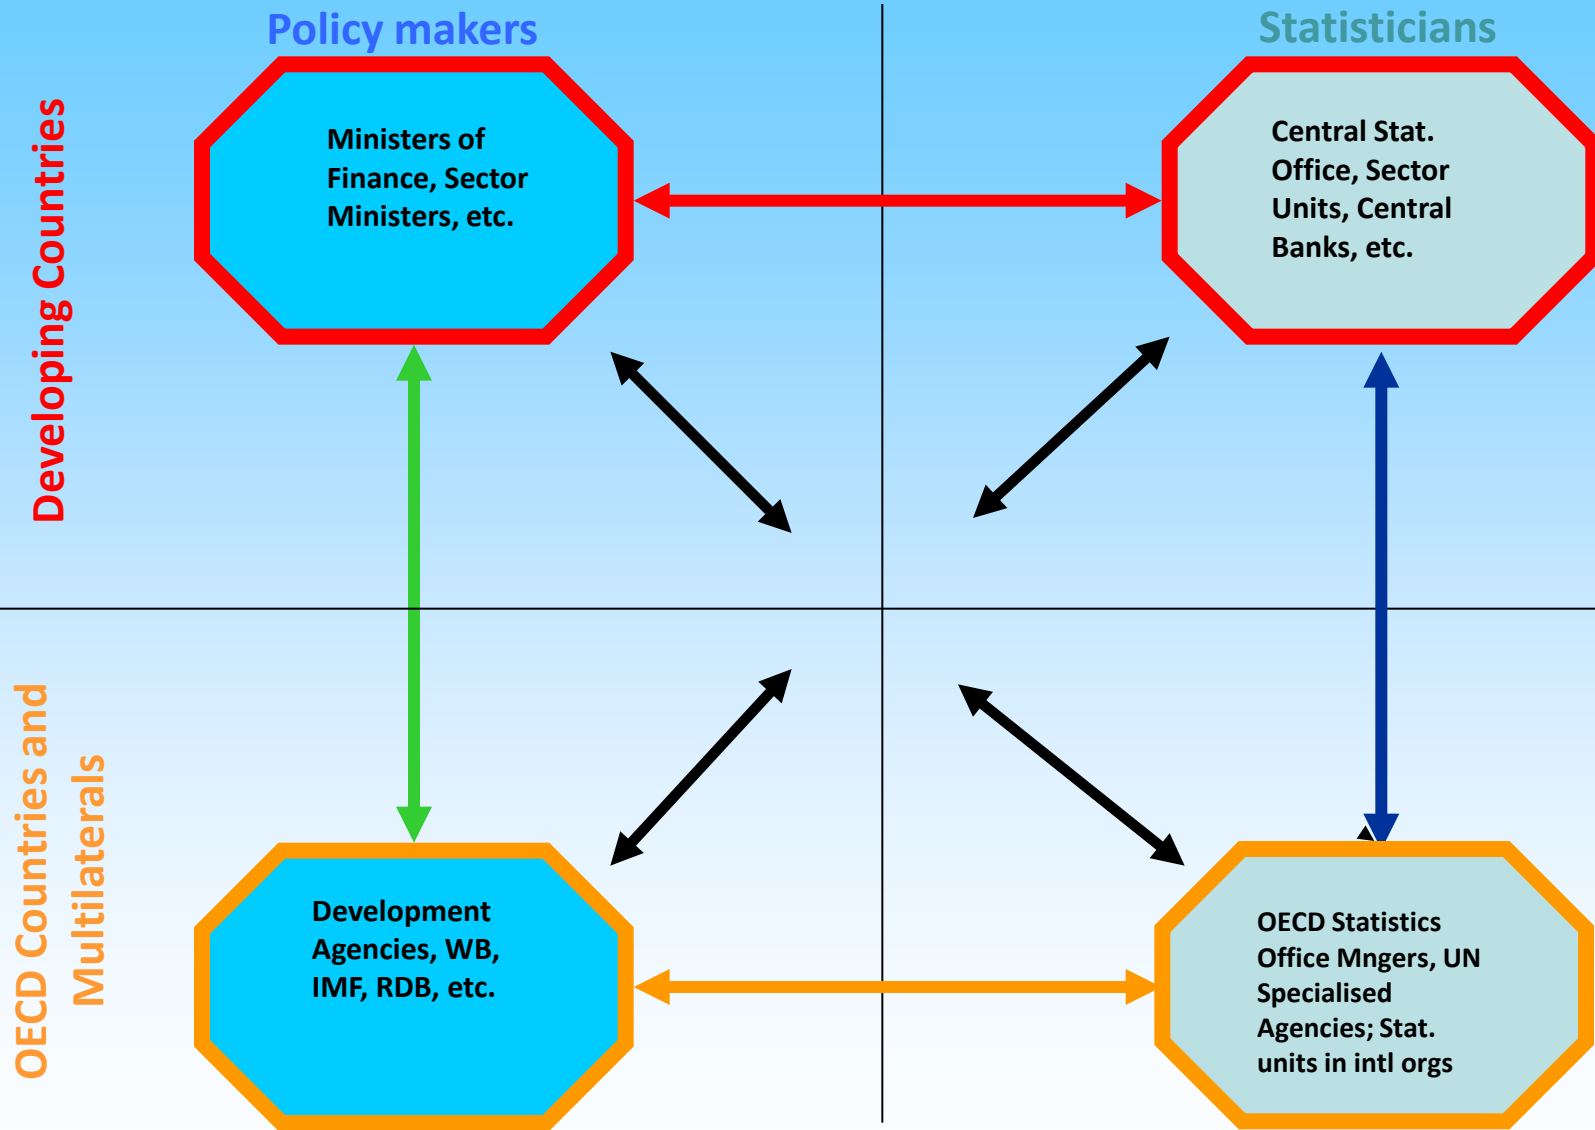 Policy makers
Statisticians
Developing Countries
Ministers of
Finance, Sector
Ministers, etc.
Central Stat.
Office, Sector
Units, Central
Banks, etc.
OECD Countries and
Multilaterals
Development
Agencies, WB,
IMF, RDB, etc.
OECD Statistics
Office Mngers, UN
Specialised
Agencies; Stat.
units in intl orgs